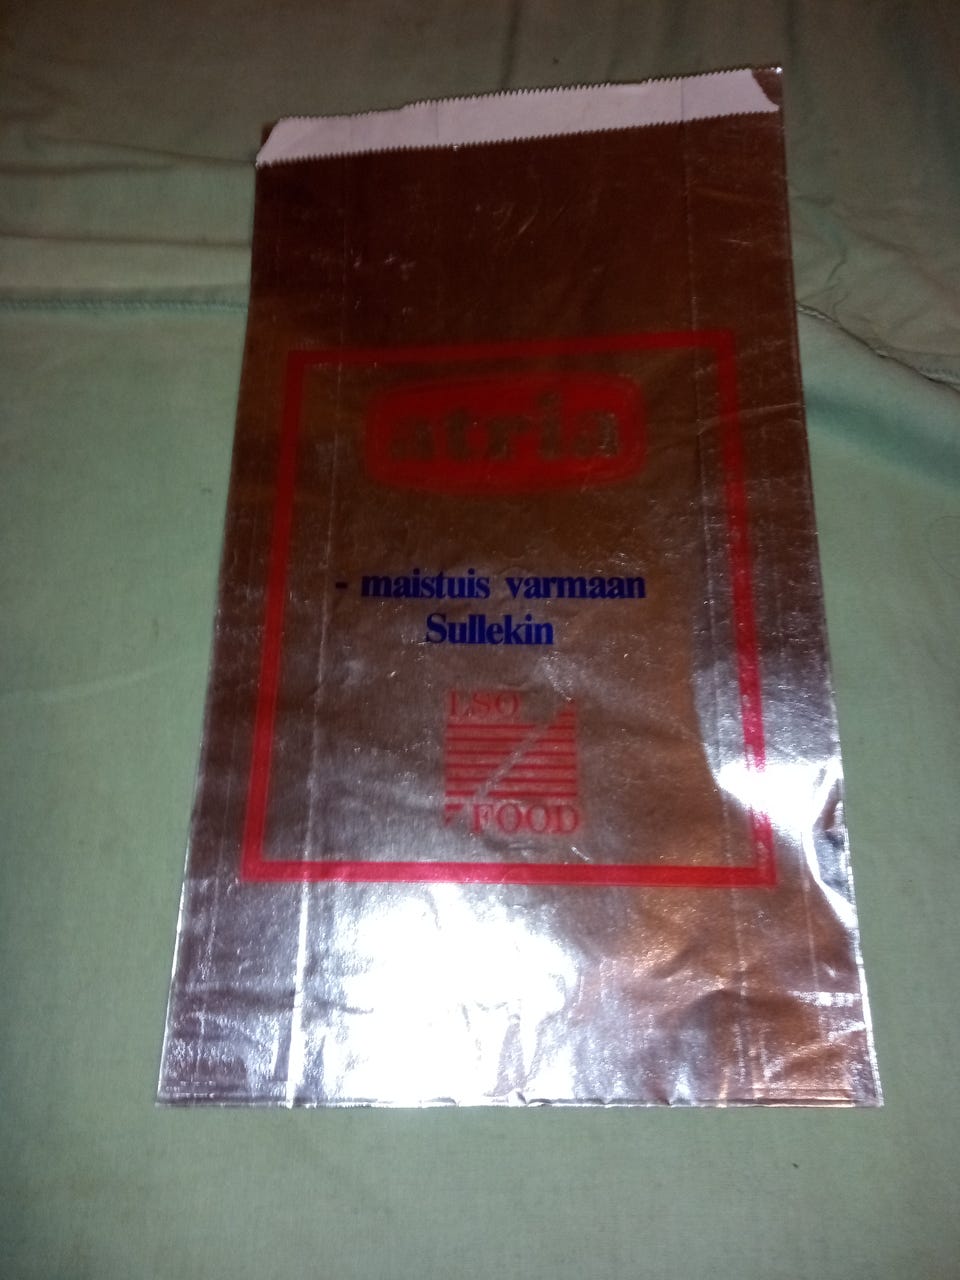 atria
- maistuis varmaan
Sullekin
LSO
FOOD